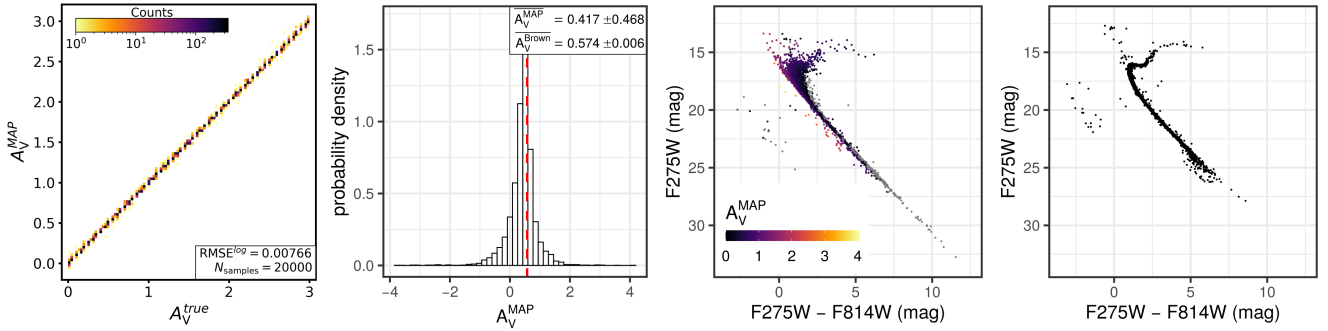 Counts
10^0 10^1 10^2
3.0
2.5
2.0
1.5
1.0
0.5
0.0
A_V^MAP
RMSE^log = 0.00766
N_samples = 20000
0 1 2 3
A_V^true
A_V^MAP = 0.417 ±0.468
A_V^Brown = 0.574 ±0.006
1.5
1.0
0.5
0.0
probability density
−4 −2 0 2 4
A_V^MAP
15
20
25
30
F275W (mag)
A_V^MAP
0 1 2 3 4
0 5 10
F275W − F814W (mag)
15
20
25
30
F275W (mag)
0 5 10
F275W − F814W (mag)